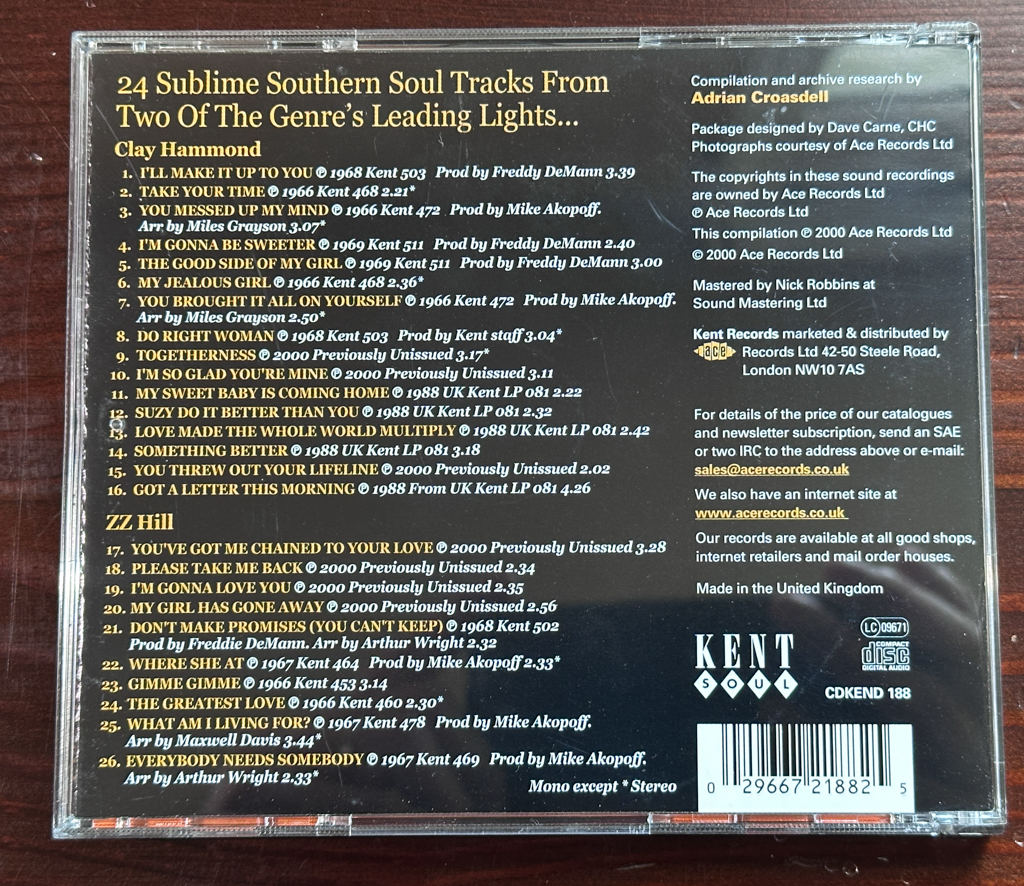 24 Sublime Southern Soul Tracks From
Two Of The Genre's Leading Lights...
Clay Hammond
1. I'LL MAKE IT UP TO YOU ℗ 1968 Kent 503 Prod by Freddy DeMann 3.39
2. TAKE YOUR TIME ℗ 1966 Kent 468 2.21*
3. YOU MESSED UP MY MIND ℗ 1966 Kent 472 Prod by Mike Akopoff.
Arr by Miles Grayson 3.07*
4. I'M GONNA BE SWEETER ℗ 1969 Kent 511 Prod by Freddy DeMann 2.40
5. THE GOOD SIDE OF MY GIRL ℗ 1969 Kent 511 Prod by Freddy DeMann 3.00
6. MY JEALOUS GIRL ℗ 1966 Kent 468 2.36*
7. YOU BROUGHT IT ALL ON YOURSELF ℗ 1966 Kent 472 Prod by Mike Akopoff.
Arr by Miles Grayson 2.50*
8. DO RIGHT WOMAN ℗ 1968 Kent 503 Prod by Kent staff 3.04*
9. TOGETHERNESS ℗ 2000 Previously Unissued 3.17*
10. I'M SO GLAD YOU'RE MINE ℗ 2000 Previously Unissued 3.11
11. MY SWEET BABY IS COMING HOME ℗ 1988 UK Kent LP 081 2.22
12. SUZY DO IT BETTER THAN YOU ℗ 1988 UK Kent LP 081 2.32
13. LOVE MADE THE WHOLE WORLD MULTIPLY ℗ 1988 UK Kent LP 081 2.42
14. SOMETHING BETTER ℗ 1988 UK Kent LP 081 3.18
15. YOU THREW OUT YOUR LIFELINE ℗ 2000 Previously Unissued 2.02
16. GOT A LETTER THIS MORNING ℗ 1988 From UK Kent LP 081 4.26
ZZ Hill
17. YOU'VE GOT ME CHAINED TO YOUR LOVE ℗ 2000 Previously Unissued 3.28
18. PLEASE TAKE ME BACK ℗ 2000 Previously Unissued 2.34
19. I'M GONNA LOVE YOU ℗ 2000 Previously Unissued 2.35
20. MY GIRL HAS GONE AWAY ℗ 2000 Previously Unissued 2.56
21. DON'T MAKE PROMISES (YOU CAN'T KEEP) ℗ 1968 Kent 502
Prod by Freddie DeMann. Arr by Arthur Wright 2.32
22. WHERE SHE AT ℗ 1967 Kent 464 Prod by Mike Akopoff 2.33*
23. GIMME GIMME ℗ 1966 Kent 453 3.14
24. THE GREATEST LOVE ℗ 1966 Kent 460 2.30*
25. WHAT AM I LIVING FOR? ℗ 1967 Kent 478 Prod by Mike Akopoff.
Arr by Maxwell Davis 3.44*
26. EVERYBODY NEEDS SOMEBODY ℗ 1967 Kent 469 Prod by Mike Akopoff.
Arr by Arthur Wright 2.33*
Mono except * Stereo
Compilation and archive research by
Adrian Croasdell
Package designed by Dave Carne, CHC
Photographs courtesy of Ace Records Ltd
The copyrights in these sound recordings
are owned by Ace Records Ltd
℗ Ace Records Ltd
This compilation ℗ 2000 Ace Records Ltd
© 2000 Ace Records Ltd
Mastered by Nick Robbins at
Sound Mastering Ltd
Kent Records marketed & distributed by
ace Records Ltd 42-50 Steele Road,
London NW10 7AS
For details of the price of our catalogues
and newsletter subscription, send an SAE
or two IRC to the address above or e-mail:
sales@acerecords.co.uk
We also have an internet site at
www.acerecords.co.uk
Our records are available at all good shops,
internet retailers and mail order houses.
Made in the United Kingdom
KENT
SOUL
LC 09671
COMPACT
disc
DIGITAL AUDIO
CDKEND 188
0 29667 21882 5